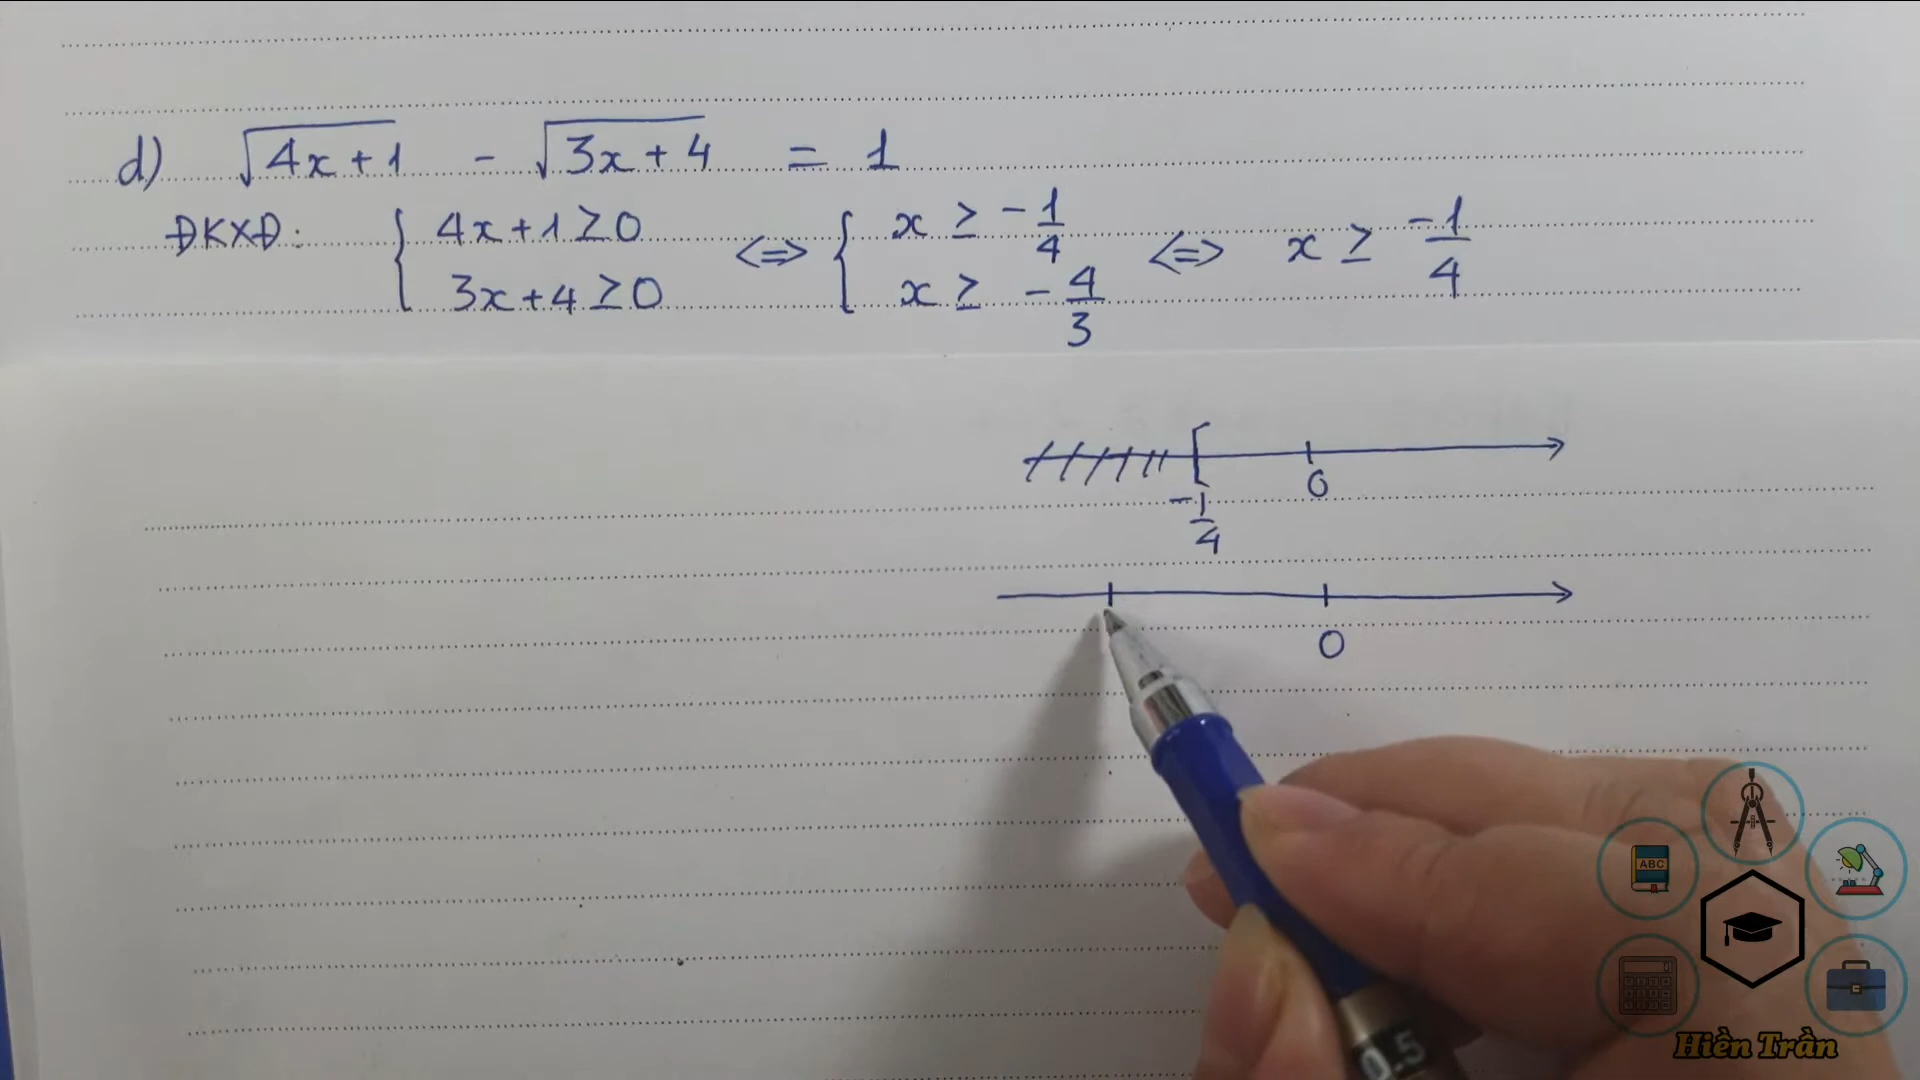 d) √4x+1 - √3x+4 = 1
ĐKXĐ: { 4x+1 ≥ 0 <=> { x ≥ -1/4 <=> x ≥ -1/4
3x+4 ≥ 0 x ≥ -4/3
0
-1/4
0
ABC
0.5
Hiền Trần